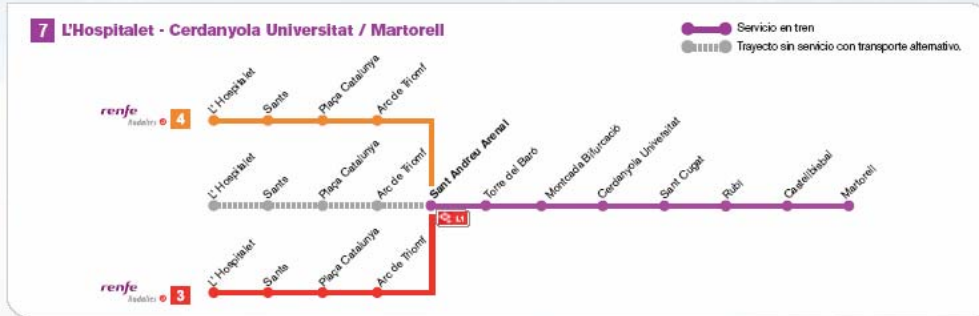 7 L'Hospitalet - Cerdanyola Universitat / Martorell
Servicio en tren
Trayecto sin servicio con transporte alternativo.
renfe
Rodalies
4
L' Hospitalet
Sants
Plaça Catalunya
Arc de Triomf
L' Hospitalet
Sants
Plaça Catalunya
Arc de Triomf
Sant Andreu Arenal
Torre del Baró
Montcada Bifurcació
Cerdanyola Universitat
Sant Cugat
Rubí
Castellbisbal
Martorell
L1
renfe
Rodalies
3
L' Hospitalet
Sants
Plaça Catalunya
Arc de Triomf